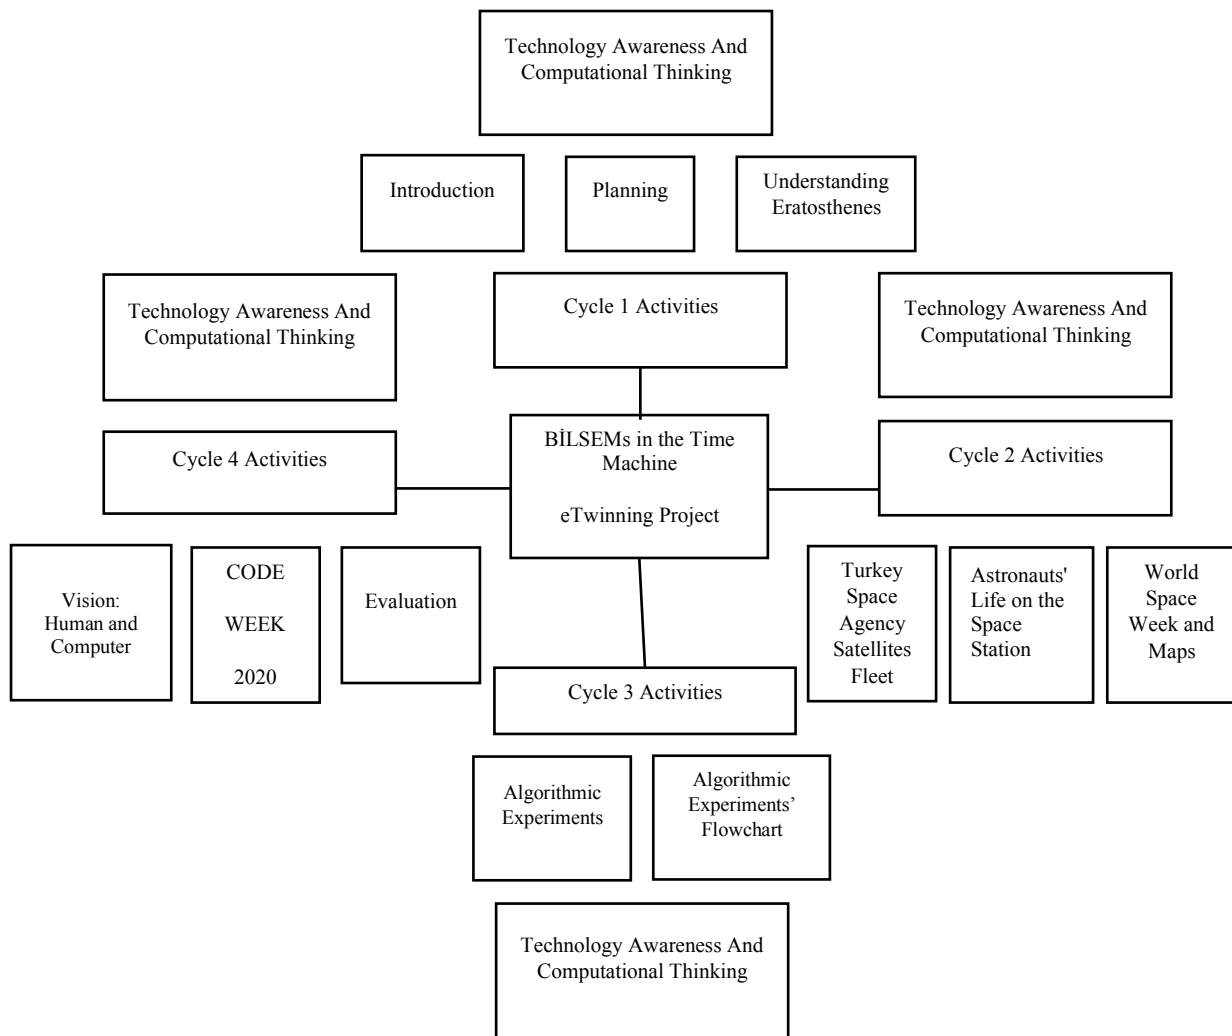 Technology Awareness And
Computational Thinking
Introduction
Planning
Understanding
Eratosthenes
Technology Awareness And
Computational Thinking
Cycle 1 Activities
Technology Awareness And
Computational Thinking
Cycle 4 Activities
BİLSEMs in the Time
Machine
eTwinning Project
Cycle 2 Activities
Vision:
Human and
Computer
CODE
WEEK
2020
Evaluation
Turkey
Space
Agency
Satellites
Fleet
Astronauts'
Life on the
Space
Station
World
Space
Week and
Maps
Cycle 3 Activities
Algorithmic
Experiments
Algorithmic
Experiments’
Flowchart
Technology Awareness And
Computational Thinking